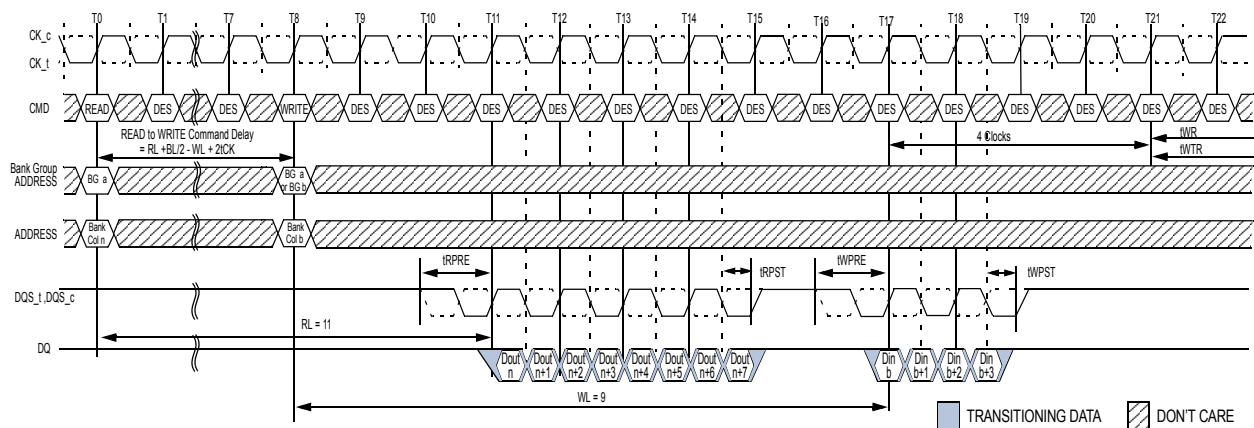 T0 T1 T7 T8 T9 T10 T11 T12 T13 T14 T15 T16 T17 T18 T19 T20 T21 T22
CK_c
CK_t
CMD READ DES DES WRITE DES DES DES DES DES DES DES DES DES DES DES DES DES DES
READ to WRITE Command Delay
= RL +BL/2 - WL + 2tCK
4 Clocks
tWR
tWTR
Bank Group
ADDRESS
BG a
BG a
or BG b
ADDRESS
Bank
Col n
Bank
Col b
tRPRE
tRPST
tWPRE
tWPST
DQS_t ,DQS_c
RL = 11
DQ
Dout
n
Dout
n+1
Dout
n+2
Dout
n+3
Dout
n+4
Dout
n+5
Dout
n+6
Dout
n+7
Din
b
Din
b+1
Din
b+2
Din
b+3
WL = 9
TRANSITIONING DATA
DON'T CARE